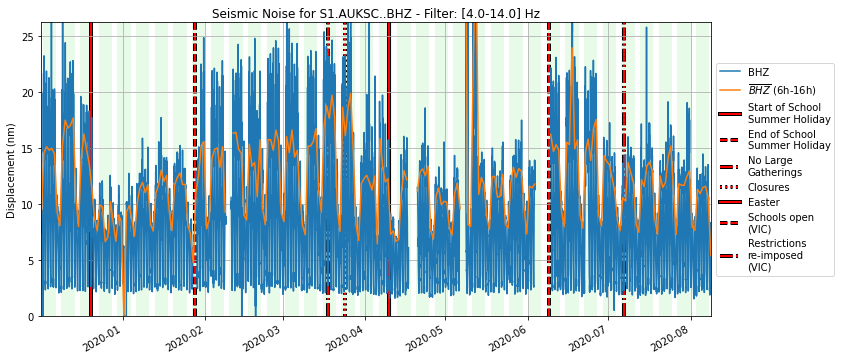 Seismic Noise for S1.AUKSC..BHZ - Filter: [4.0-14.0] Hz
Displacement (nm)
25
20
15
10
5
0
2020-01
2020-02
2020-03
2020-04
2020-05
2020-06
2020-07
2020-08
BHZ
BHZ (6h-16h)
Start of School
Summer Holiday
End of School
Summer Holiday
No Large
Gatherings
Closures
Easter
Schools open
(VIC)
Restrictions
re-imposed
(VIC)